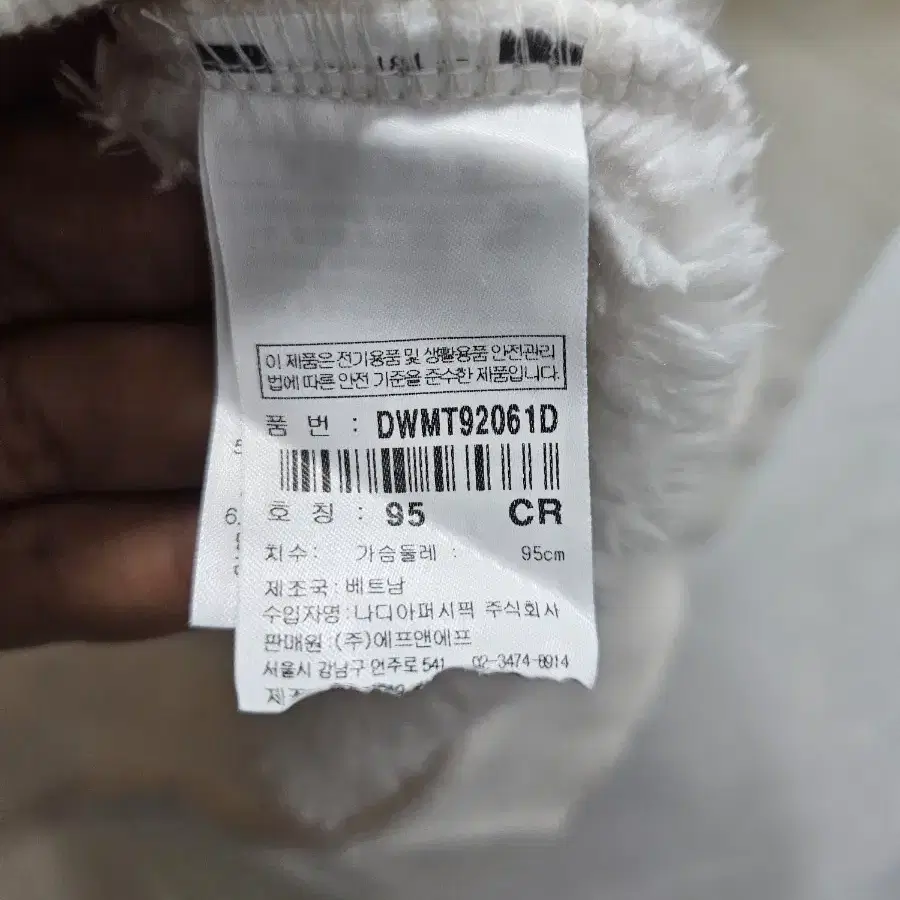 이 제품은 전기용품 및 생활용품 안전관리
법에 따른 안전 기준을 준수한 제품입니다.
품 번 : DWMT92061D
호 칭 : 95 CR
치수: 가슴둘레 : 95cm
제조국 : 베트남
수입자명 : 나디아퍼시픽 주식회사
판매원 : (주)에프앤에프
서울시 강남구 언주로 541 02-3474-8914